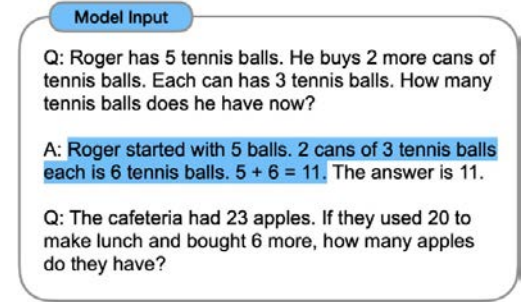 Model Input
Q: Roger has 5 tennis balls. He buys 2 more cans of
tennis balls. Each can has 3 tennis balls. How many
tennis balls does he have now?
A: Roger started with 5 balls. 2 cans of 3 tennis balls
each is 6 tennis balls. 5 + 6 = 11. The answer is 11.
Q: The cafeteria had 23 apples. If they used 20 to
make lunch and bought 6 more, how many apples
do they have?